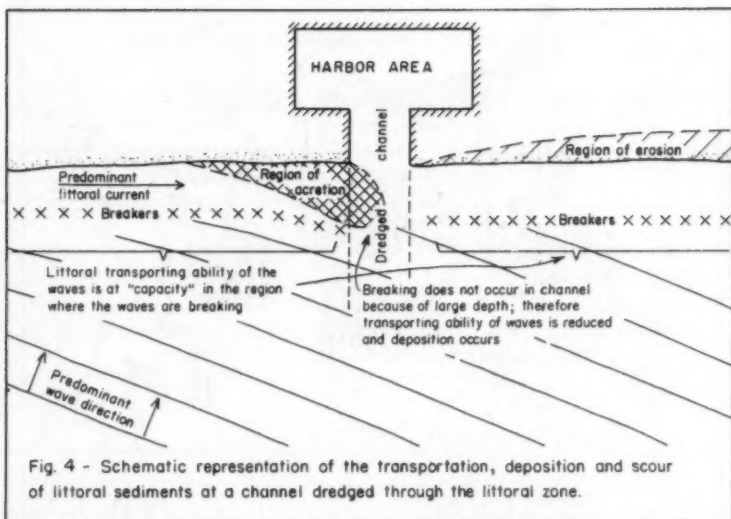 HARBOR AREA
channel
Dredged
Region of erosion
Predominant
littoral current
Region of
acretion
Breakers
Breakers
Littoral transporting ability of the
waves is at "capacity" in the region
where the waves are breaking
Breaking does not occur in channel
because of large depth; therefore
transporting ability of waves is reduced
and deposition occurs
Predominant
wave direction
Fig. 4 - Schematic representation of the transportation, deposition and scour
of littoral sediments at a channel dredged through the littoral zone.